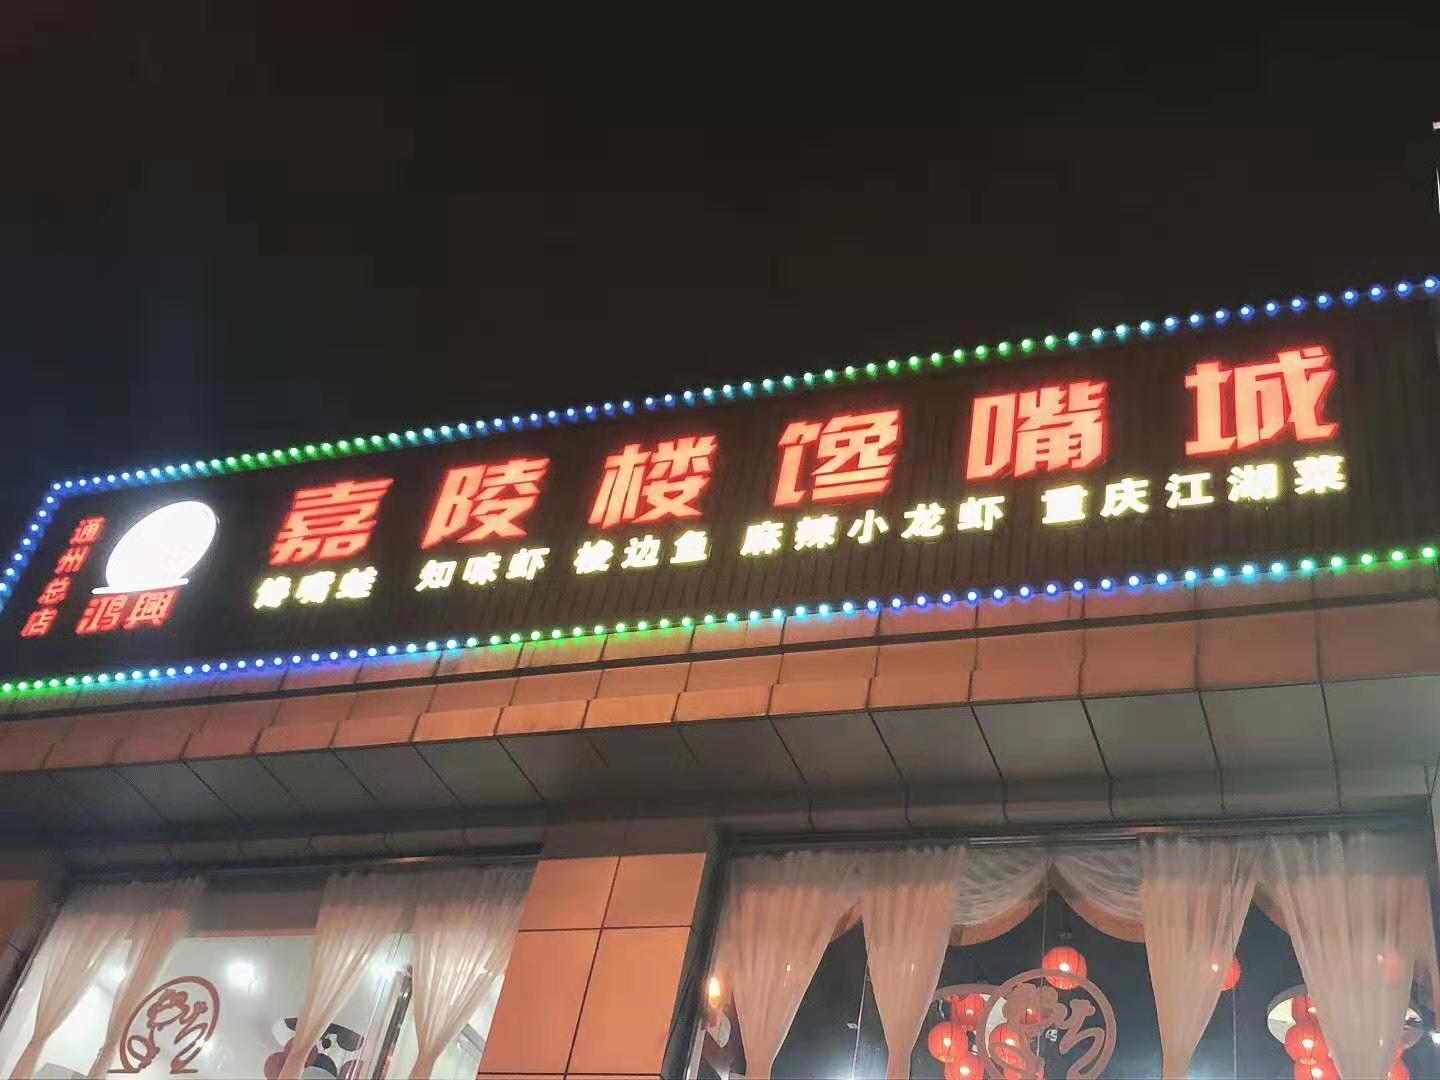 通州总店
鸿興
嘉陵楼馋嘴城
馋嘴蛙 知味虾 梭边鱼 麻辣小龙虾 重庆江湖菜